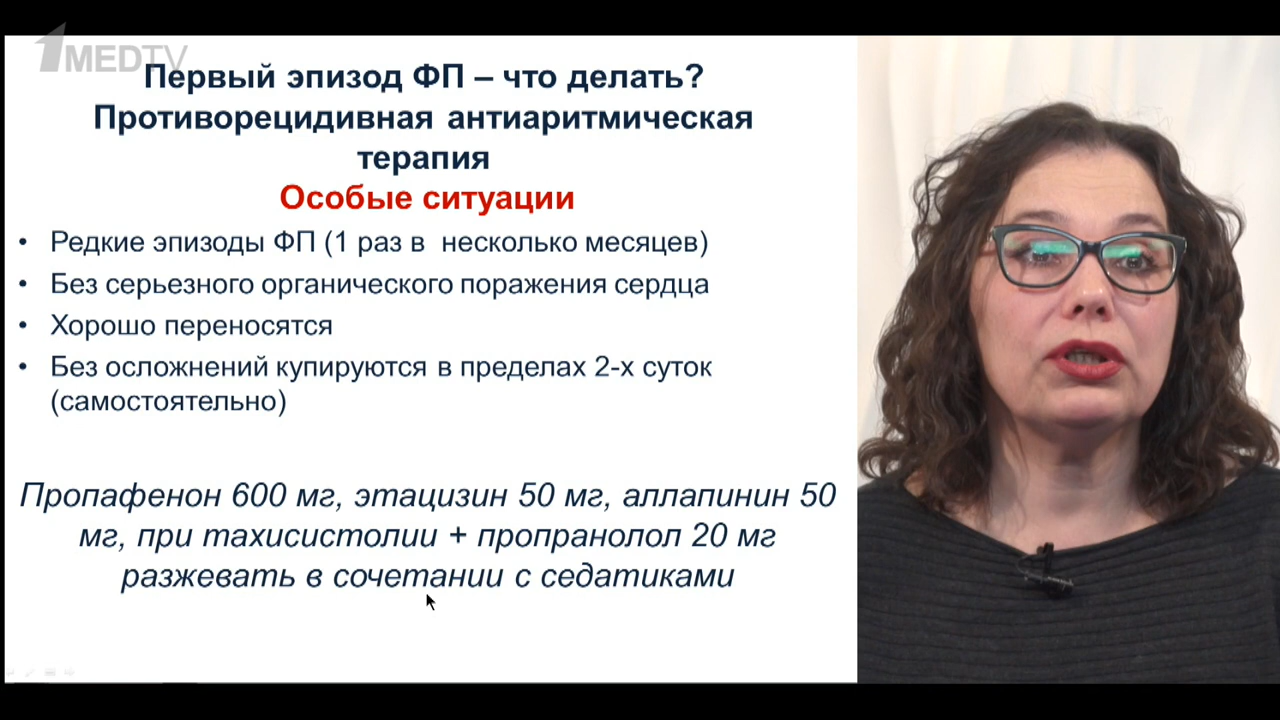 1MEDTV
Первый эпизод ФП – что делать?
Противорецидивная антиаритмическая
терапия
Особые ситуации
• Редкие эпизоды ФП (1 раз в несколько месяцев)
• Без серьезного органического поражения сердца
• Хорошо переносятся
• Без осложнений купируются в пределах 2-х суток
(самостоятельно)
Пропафенон 600 мг, этацизин 50 мг, аллапинин 50
мг, при тахисистолии + пропранолол 20 мг
разжевать в сочетании с седатиками